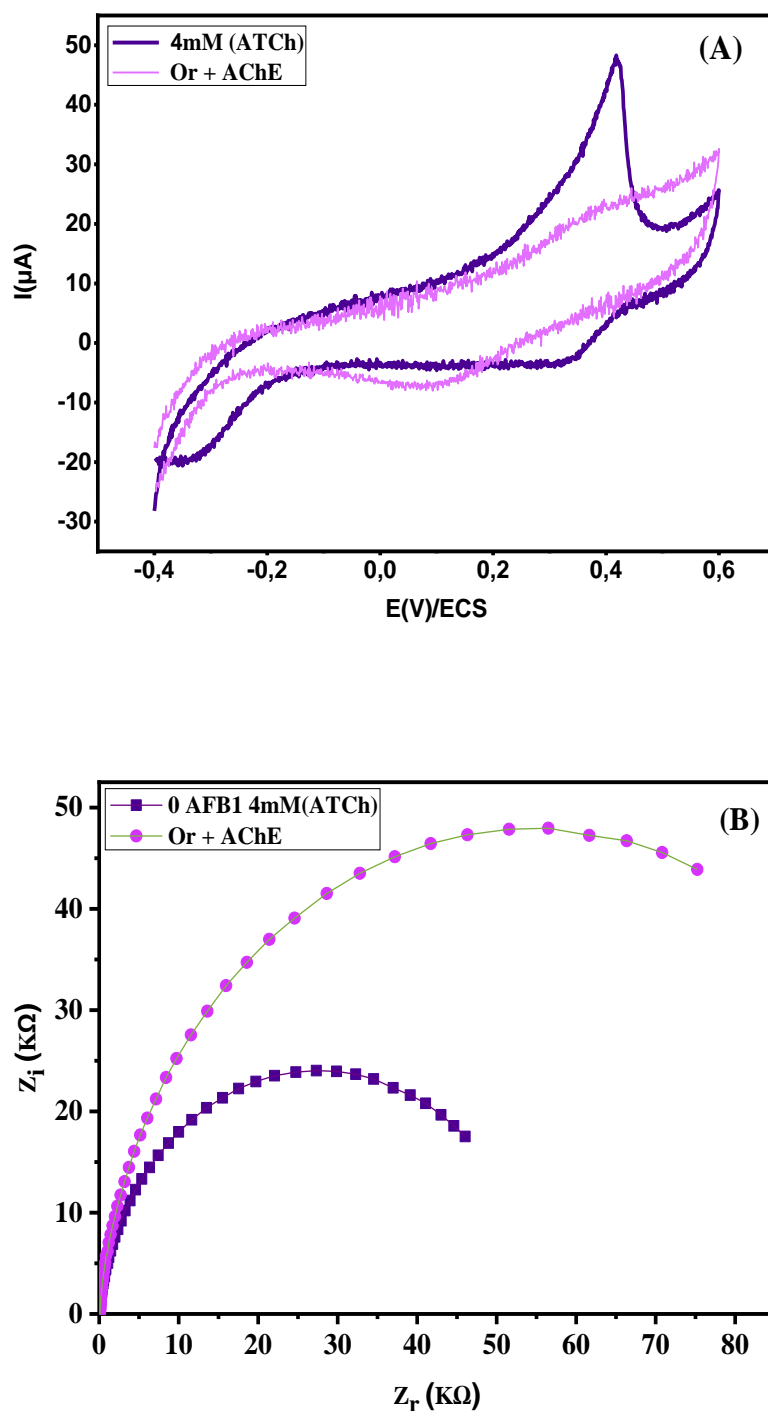 4mM (ATCh)
Or + AChE
(A)
50
40
30
20
10
0
-10
-20
-30
I(µA)
-0,4 -0,2 0,0 0,2 0,4 0,6
E(V)/ECS
0 AFB1 4mM(ATCh)
Or + AChE
(B)
50
40
30
20
10
0
Zi (KΩ)
0 10 20 30 40 50 60 70 80
Zr (KΩ)